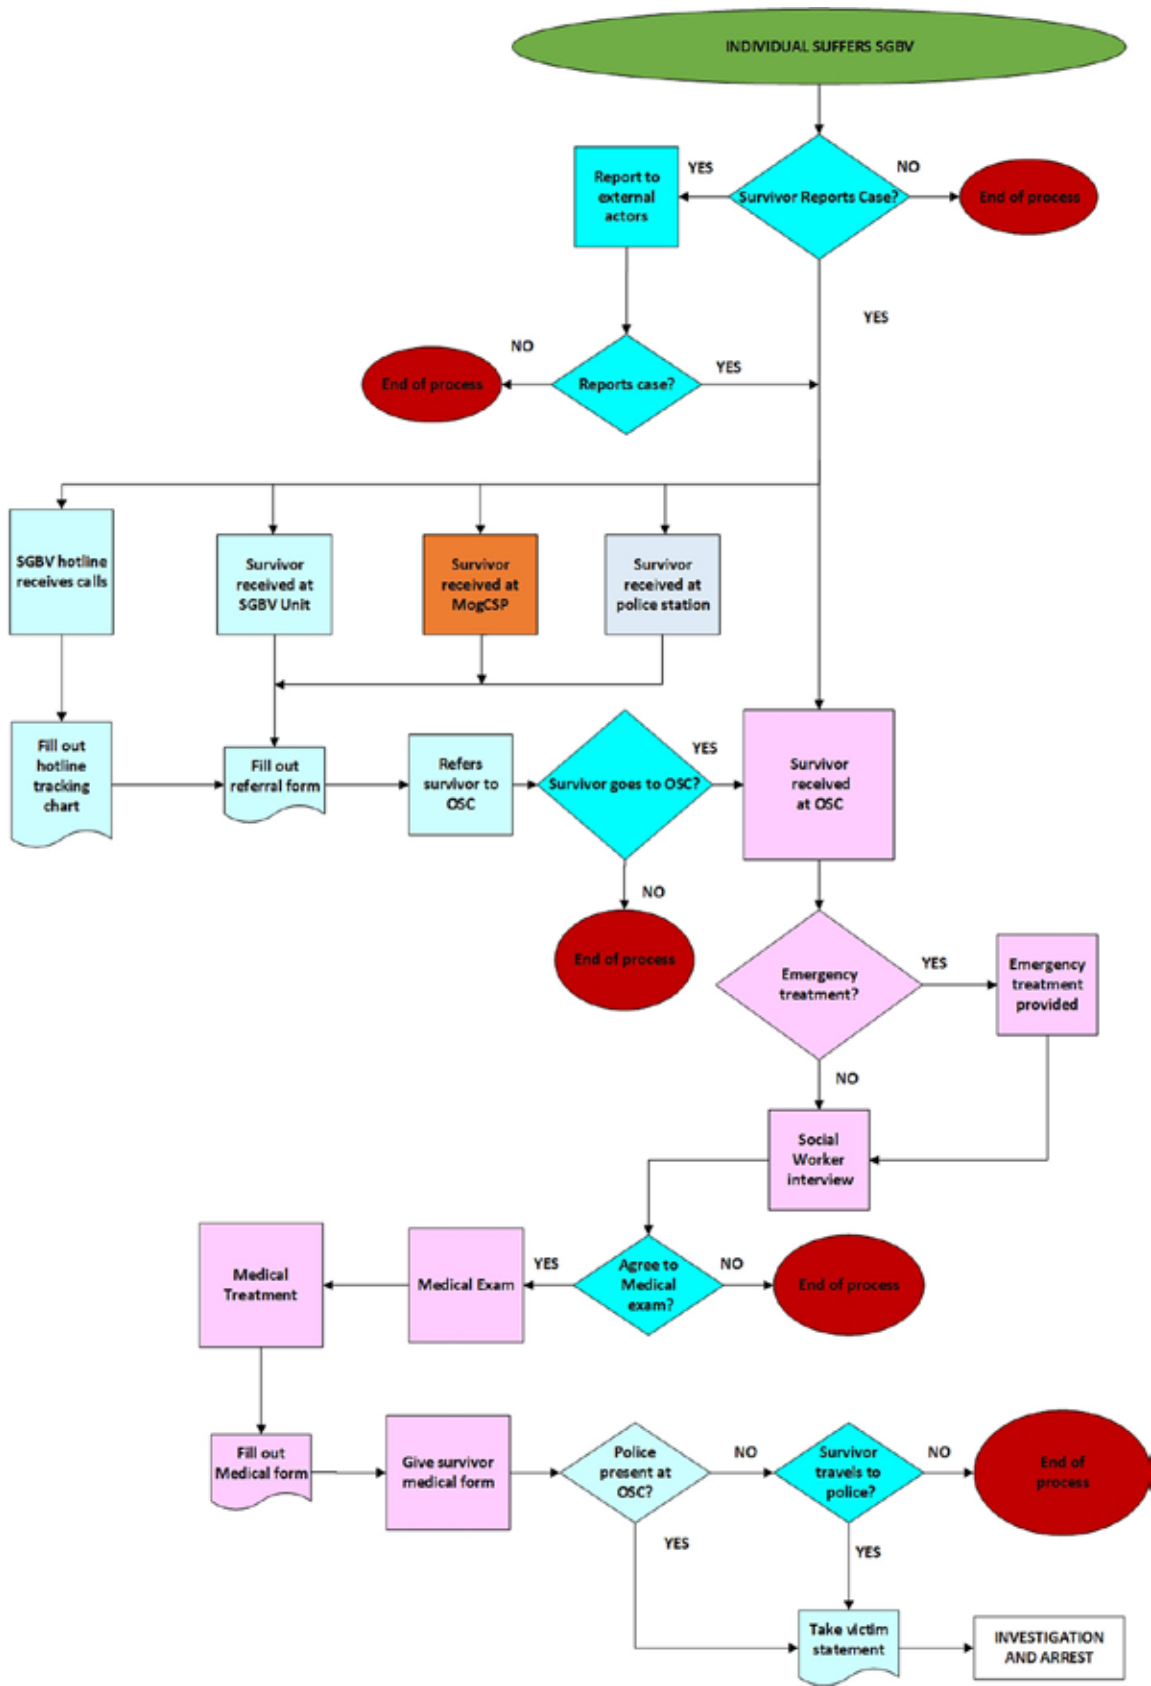 INDIVIDUAL SUFFERS SGBV
Report to
external
actors
YES
Survivor Reports Case?
NO
End of process
YES
End of process
NO
Reports case?
YES
SGBV hotline
receives calls
Survivor
received at
SGBV Unit
Survivor
received at
MogCSP
Survivor
received at
police station
Fill out
hotline
tracking
chart
Fill out
referral form
Refers
survivor to
OSC
Survivor goes to OSC?
YES
Survivor
received
at OSC
NO
End of process
Emergency
treatment?
YES
Emergency
treatment
provided
NO
Social
Worker
interview
Medical
Treatment
Medical Exam
YES
Agree to
Medical
exam?
NO
End of process
Fill out
Medical form
Give survivor
medical form
Police
present at
OSC?
NO
Survivor
travels to
police?
NO
End of
process
YES
YES
Take victim
statement
INVESTIGATION
AND ARREST